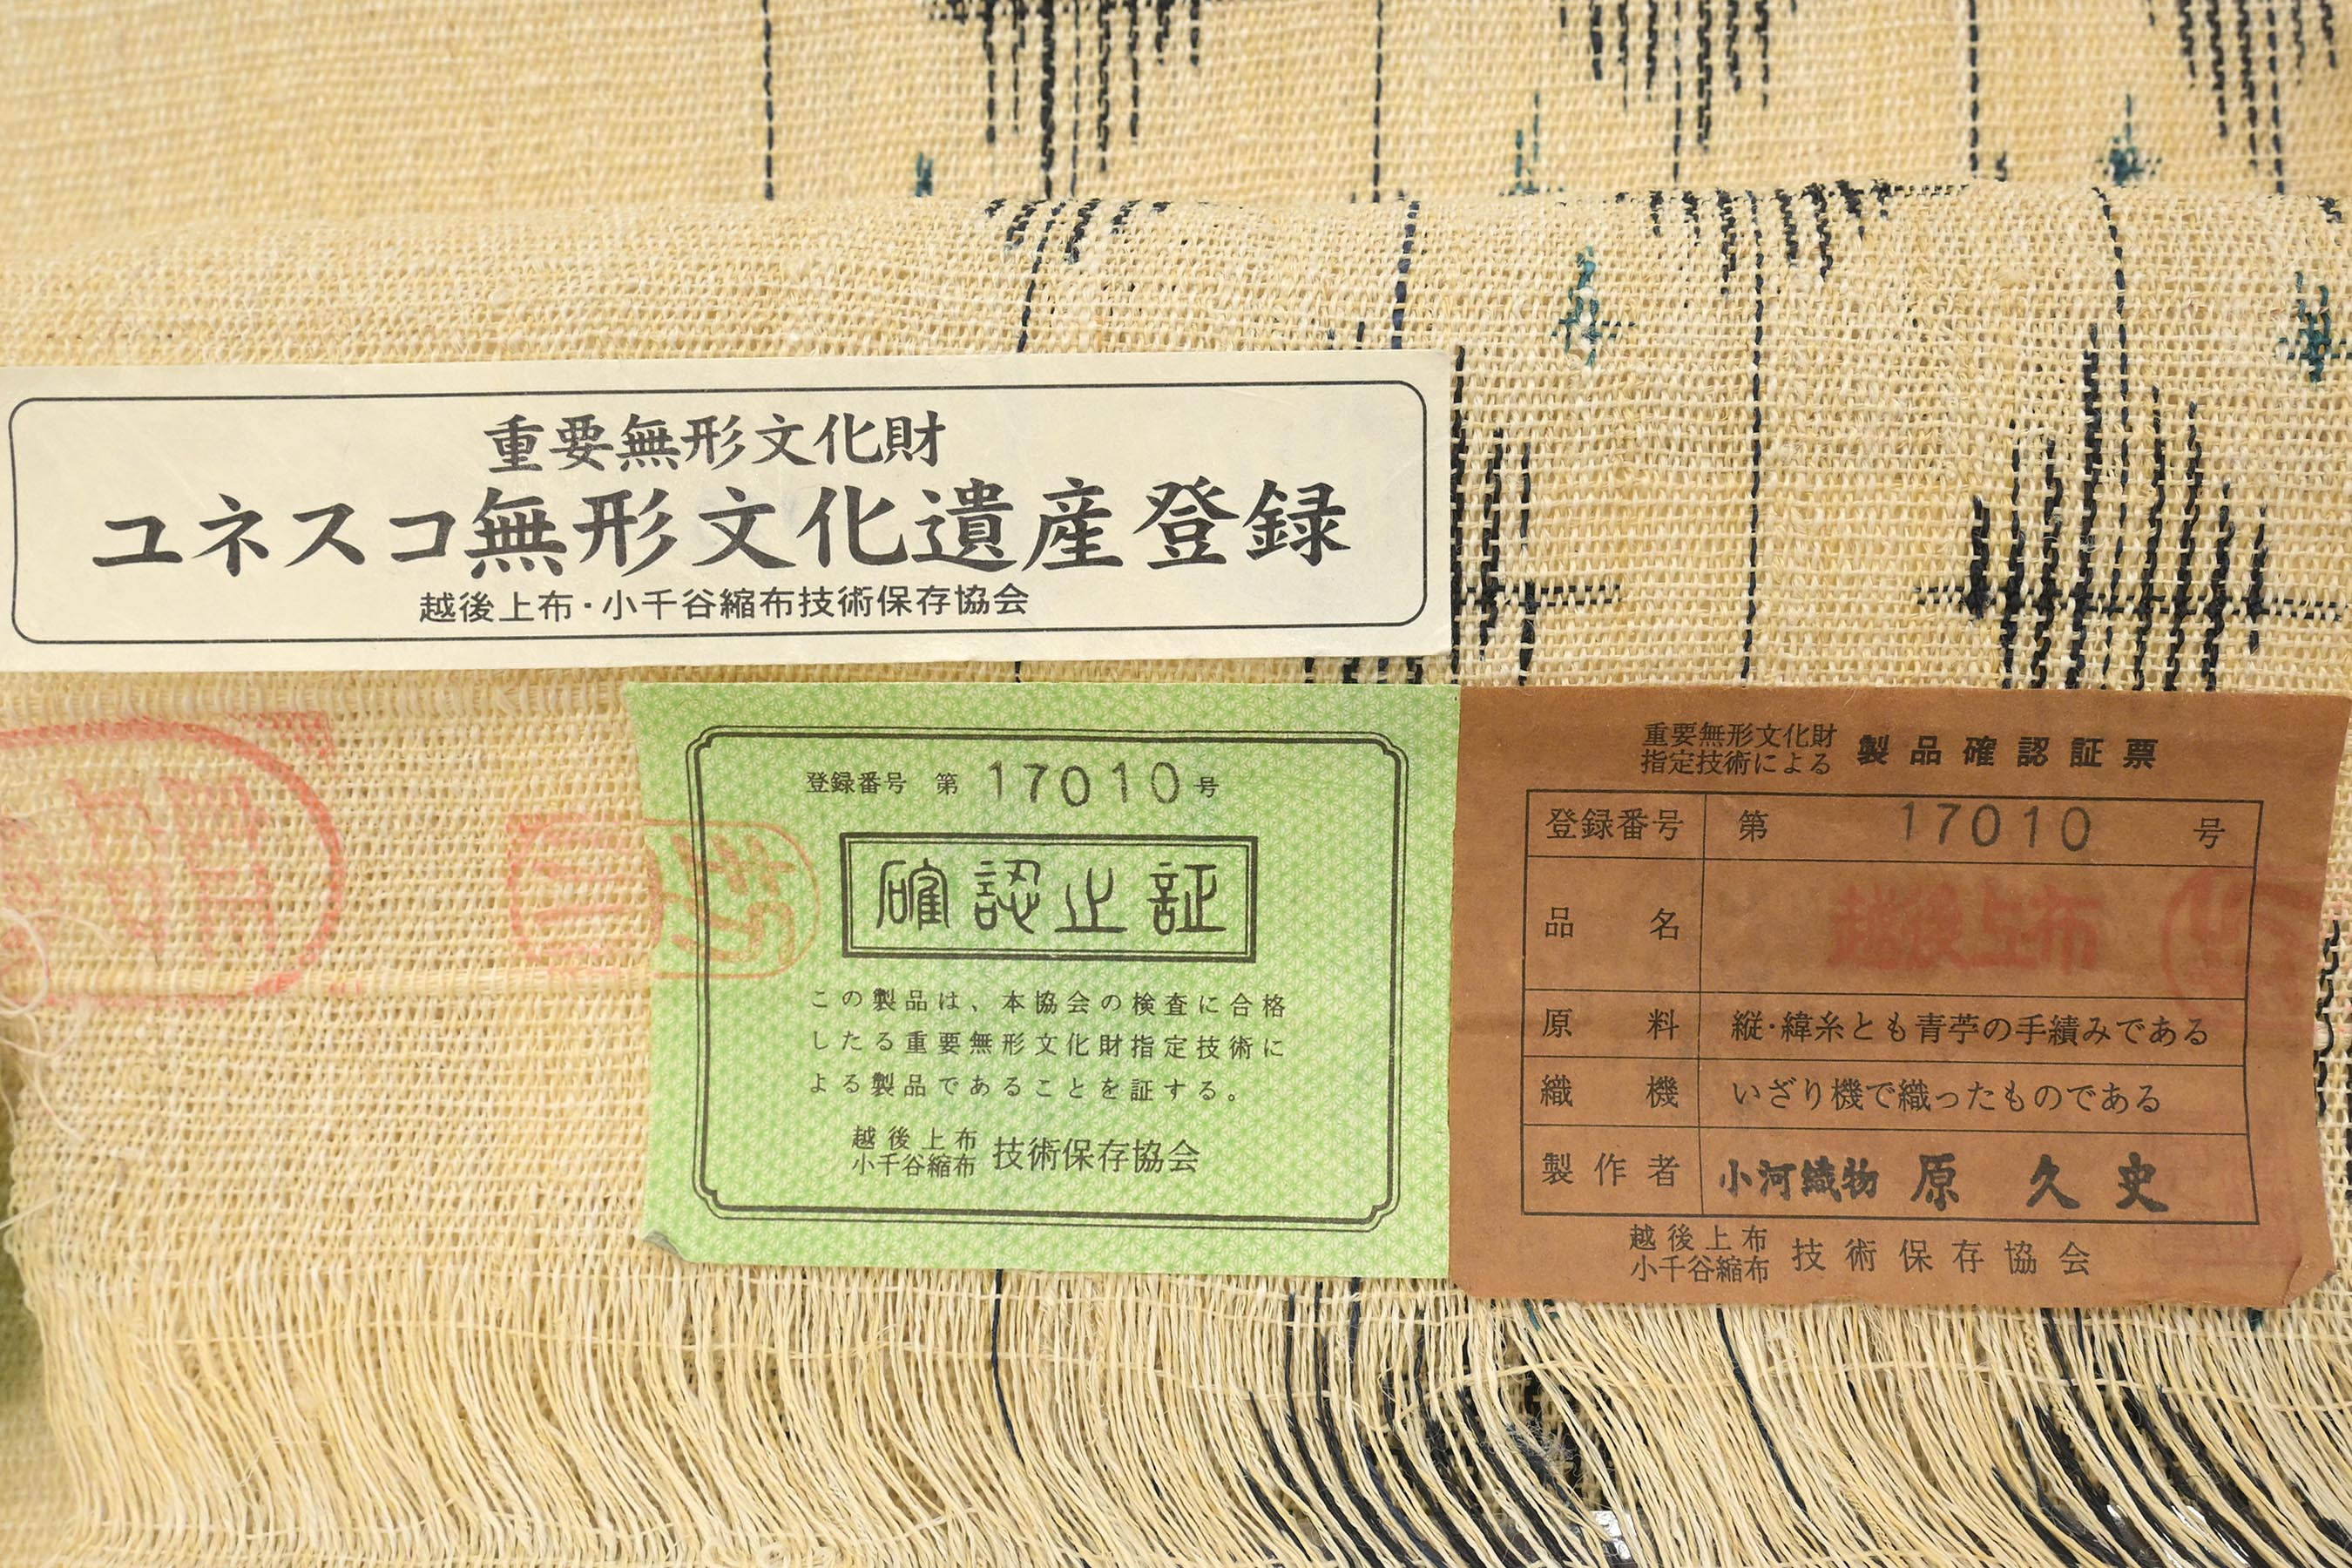 重要無形文化財
ユネスコ無形文化遺産登録
越後上布・小千谷縮布技術保存協会
登録番号 第 17010 号
確認止証
この製品は、本協会の検査に合格
したる重要無形文化財指定技術に
よる製品であることを証する。
越後上布
小千谷縮布 技術保存協会
重要無形文化財
指定技術による 製品確認証票
登録番号 第 17010 号
品名 越後上布
原料 縦・緯糸とも青苧の手績みである
織機 いざり機で織ったものである
製作者 小河織物 原 久史
越後上布
小千谷縮布 技術保存協会